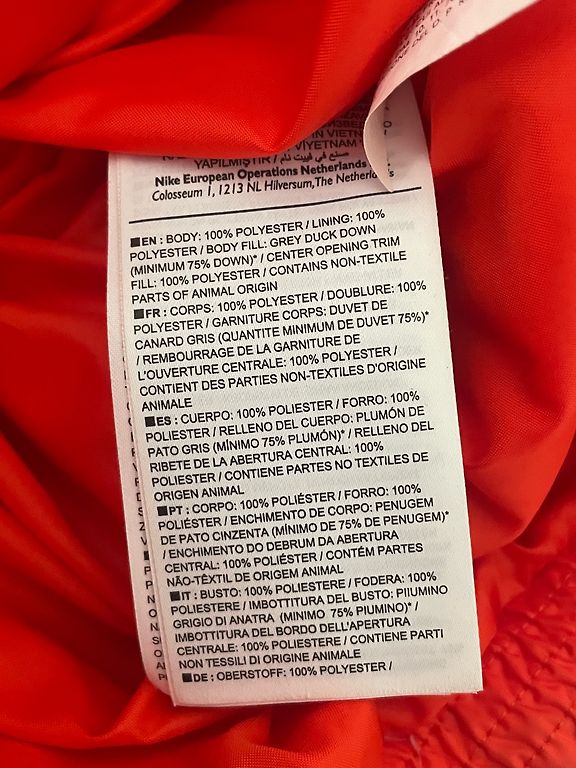 IN VIETN
VIYETNAM
YAPILMIŞTIR / صنع في فييت نام
Nike European Operations Netherlands
Colosseum 1, 1213 NL Hilversum, The Netherl s
■EN : BODY: 100% POLYESTER / LINING: 100%
POLYESTER / BODY FILL: GREY DUCK DOWN
(MINIMUM 75% DOWN)* / CENTER OPENING TRIM
FILL: 100% POLYESTER / CONTAINS NON-TEXTILE
PARTS OF ANIMAL ORIGIN
■FR : CORPS: 100% POLYESTER / DOUBLURE: 100%
POLYESTER / GARNITURE CORPS: DUVET DE
CANARD GRIS (QUANTITE MINIMUM DE DUVET 75%)*
/ REMBOURRAGE DE LA GARNITURE DE
L'OUVERTURE CENTRALE: 100% POLYESTER /
CONTIENT DES PARTIES NON-TEXTILES D'ORIGINE
ANIMALE
■ES : CUERPO: 100% POLIESTER / FORRO: 100%
POLIESTER / RELLENO DEL CUERPO: PLUMÓN DE
PATO GRIS (MÍNIMO 75% PLUMÓN)* / RELLENO DEL
RIBETE DE LA ABERTURA CENTRAL: 100%
POLIESTER / CONTIENE PARTES NO TEXTILES DE
ORIGEN ANIMAL
■PT : CORPO: 100% POLIÉSTER / FORRO: 100%
POLIÉSTER / ENCHIMENTO DE CORPO: PENUGEM
DE PATO CINZENTA (MÍNIMO DE 75% DE PENUGEM)*
/ ENCHIMENTO DO DEBRUM DA ABERTURA
CENTRAL: 100% POLIÉSTER / CONTÉM PARTES
NÃO-TÊXTIL DE ORIGEM ANIMAL
■IT : BUSTO: 100% POLIESTERE / FODERA: 100%
POLIESTERE / IMBOTTITURA DEL BUSTO: PIIUMINO
GRIGIO DI ANATRA (MINIMO 75% PIUMINO)* /
IMBOTTITURA DEL BORDO DELL'APERTURA
CENTRALE: 100% POLIESTERE / CONTIENE PARTI
NON TESSILI DI ORIGINE ANIMALE
■DE : OBERSTOFF: 100% POLYESTER /